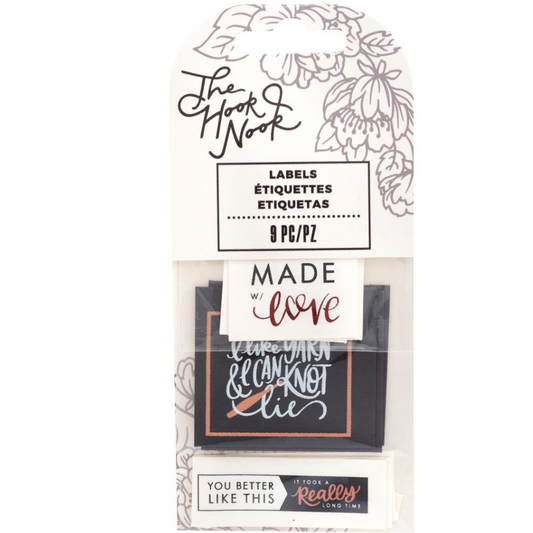 The
Hook &
Nook
LABELS
ÉTIQUETTES
ETIQUETAS
9 PC/PZ
MADE
W/ love
I like YARN
& I CAN KNOT
lie
YOU BETTER
LIKE THIS
IT TOOK A
Really
LONG TIME